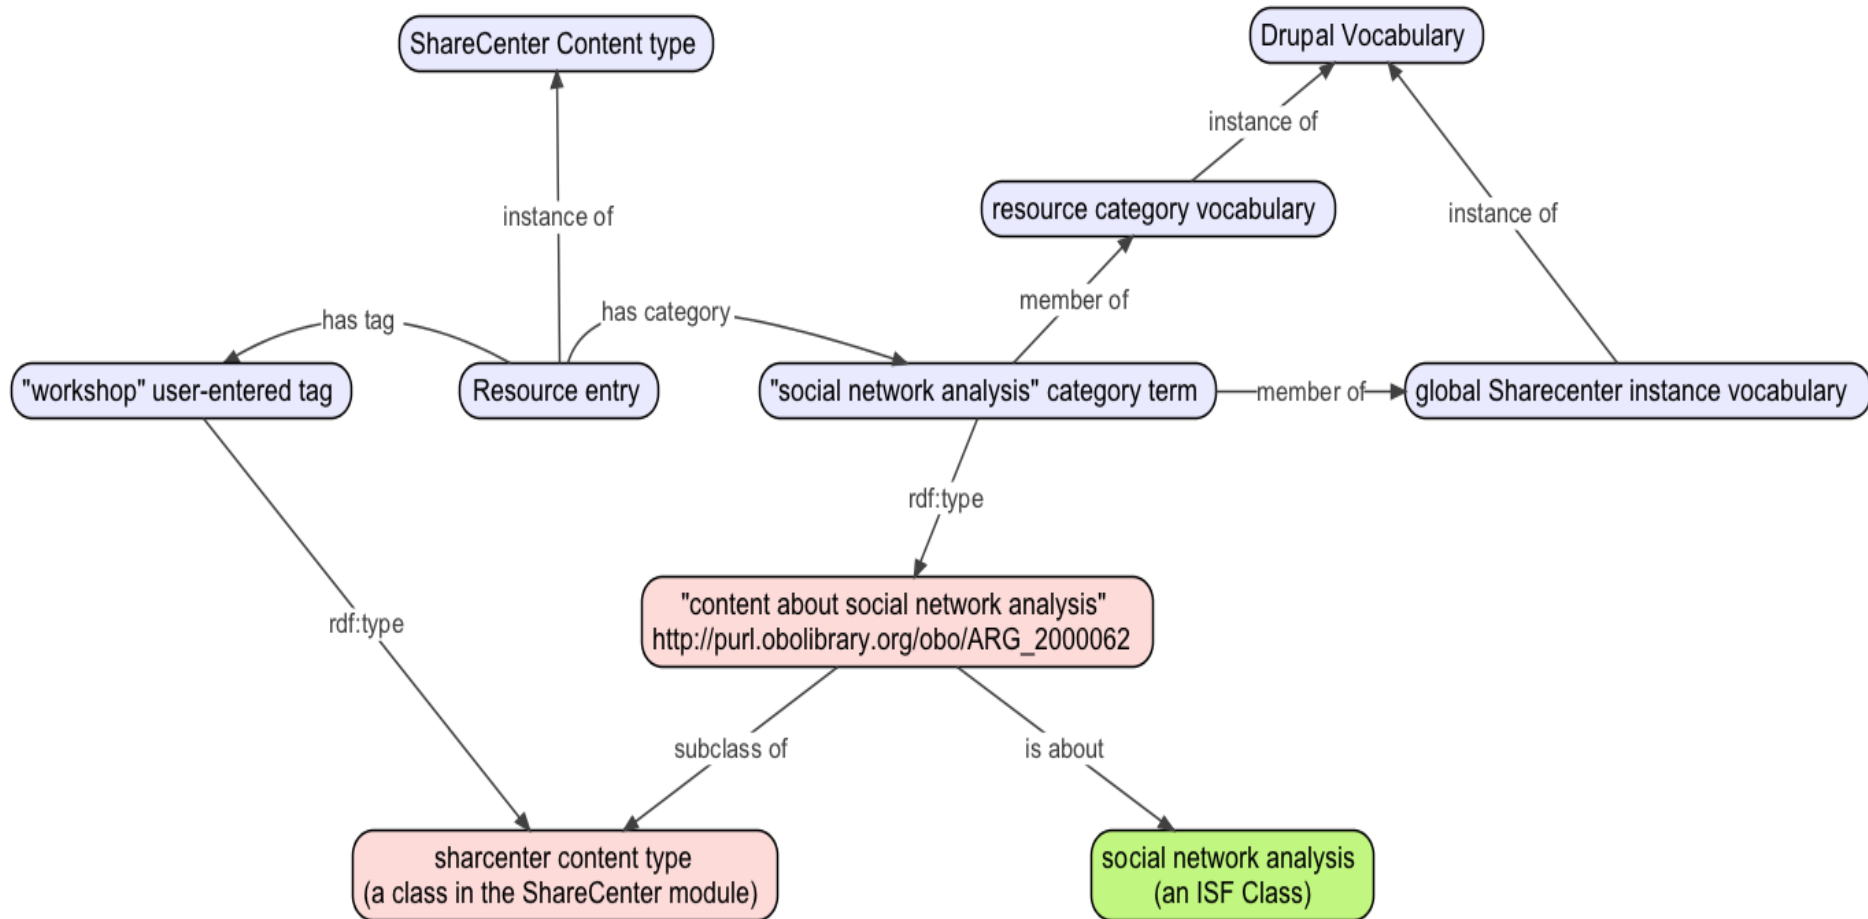 ShareCenter Content type
Drupal Vocabulary
instance of
resource category vocabulary
instance of
instance of
member of
has tag
has category
"workshop" user-entered tag
Resource entry
"social network analysis" category term
member of
global Sharecenter instance vocabulary
rdf:type
"content about social network analysis"
http://purl.obolibrary.org/obo/ARG_2000062
rdf:type
subclass of
is about
sharcenter content type
(a class in the ShareCenter module)
social network analysis
(an ISF Class)